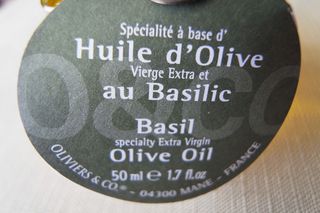 Spécialité à base d'
Huile d'Olive
Vierge Extra et
au Basilic
Basil
specialty Extra Virgin
Olive Oil
50 ml e 1.7 fl.oz
OLIVIERS & CO.® - 04300 MANE - FRANCE
O&CO